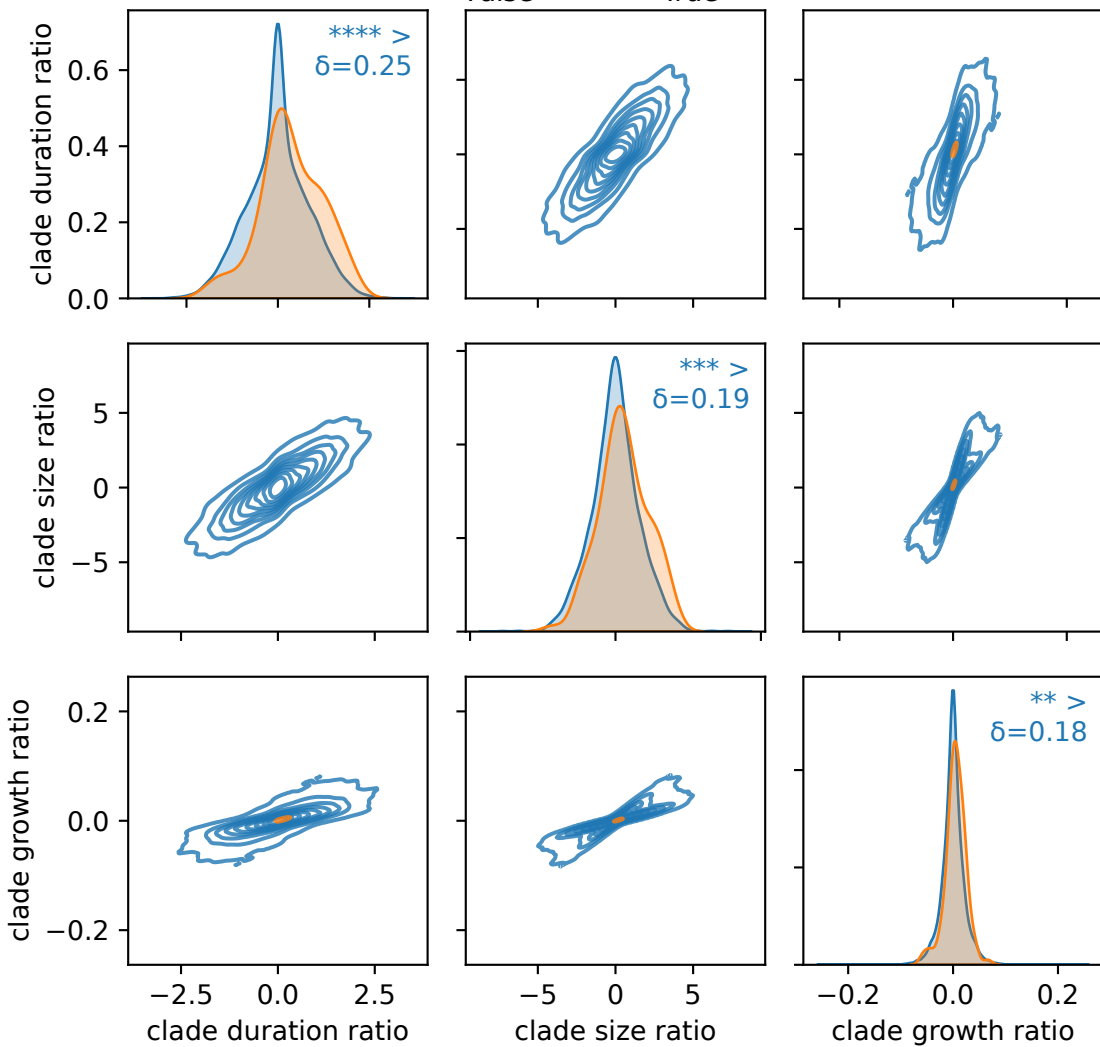 clade duration ratio
0.6
0.4
0.2
0.0
**** >
δ=0.25
clade size ratio
5
0
−5
*** >
δ=0.19
clade growth ratio
0.2
0.0
−0.2
** >
δ=0.18
−2.5 0.0 2.5
−5 0 5
−0.2 0.0 0.2
clade duration ratio
clade size ratio
clade growth ratio